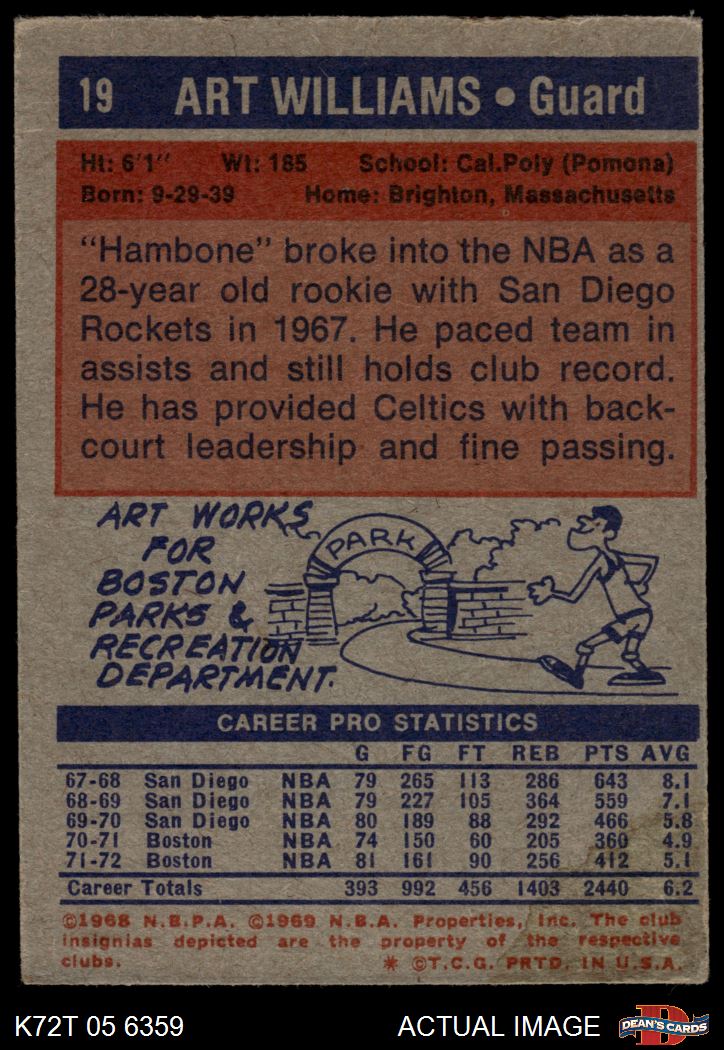 19 ART WILLIAMS • Guard
Ht: 6'1" Wt: 185 School: Cal.Poly (Pomona)
Born: 9-29-39 Home: Brighton, Massachusetts
"Hambone" broke into the NBA as a
28-year old rookie with San Diego
Rockets in 1967. He paced team in
assists and still holds club record.
He has provided Celtics with back-
court leadership and fine passing.
ART WORKS
FOR
BOSTON
PARKS &
RECREATION
DEPARTMENT.
PARK
CAREER PRO STATISTICS
G FG FT REB PTS AVG
67-68 San Diego NBA 79 265 113 286 643 8.1
68-69 San Diego NBA 79 227 105 364 559 7.1
69-70 San Diego NBA 80 189 88 292 466 5.8
70-71 Boston NBA 74 150 60 205 360 4.9
71-72 Boston NBA 81 161 90 256 412 5.1
Career Totals 393 992 456 1403 2440 6.2
©1968 N.B.P.A. ©1969 N.B.A. Properties, Inc. The club
insignias depicted are the property of the respective
clubs. * ©T.C.G. PRTD. IN U.S.A.
K72T 05 6359 ACTUAL IMAGE DEAN'S CARDS